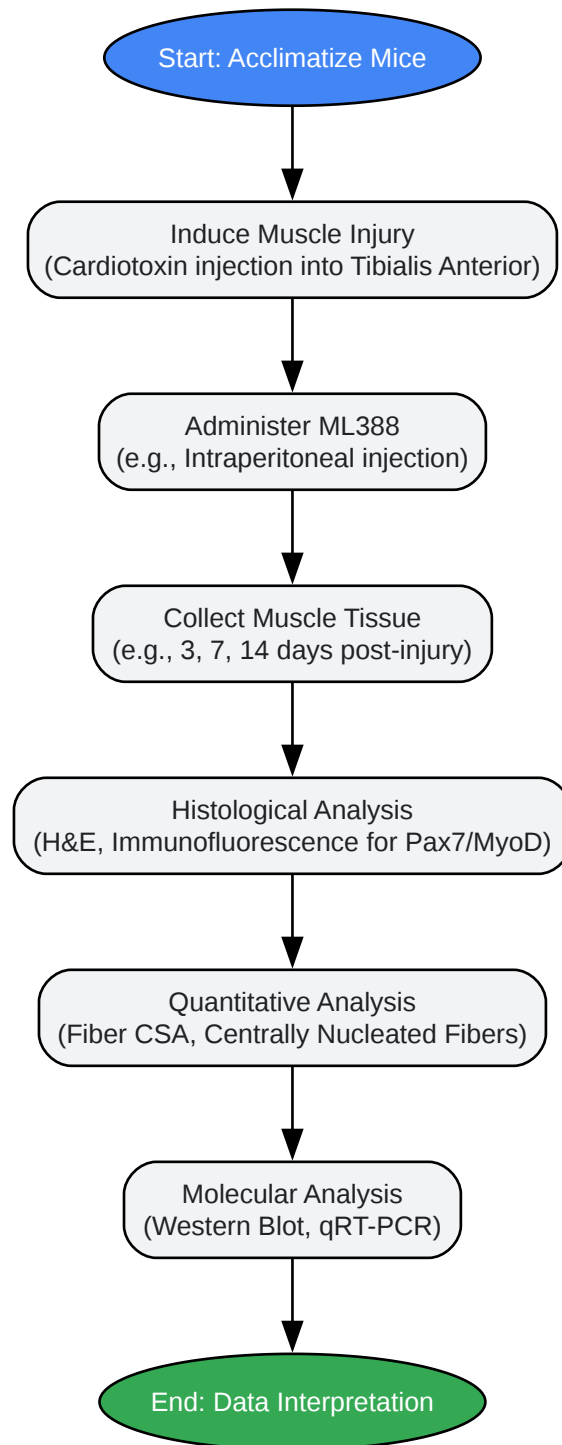 Start: Acclimatize Mice
Induce Muscle Injury
(Cardiotoxin injection into Tibialis Anterior)
Administer ML388
(e.g., Intraperitoneal injection)
Collect Muscle Tissue
(e.g., 3, 7, 14 days post-injury)
Histological Analysis
(H&E, Immunofluorescence for Pax7/MyoD)
Quantitative Analysis
(Fiber CSA, Centrally Nucleated Fibers)
Molecular Analysis
(Western Blot, qRT-PCR)
End: Data Interpretation